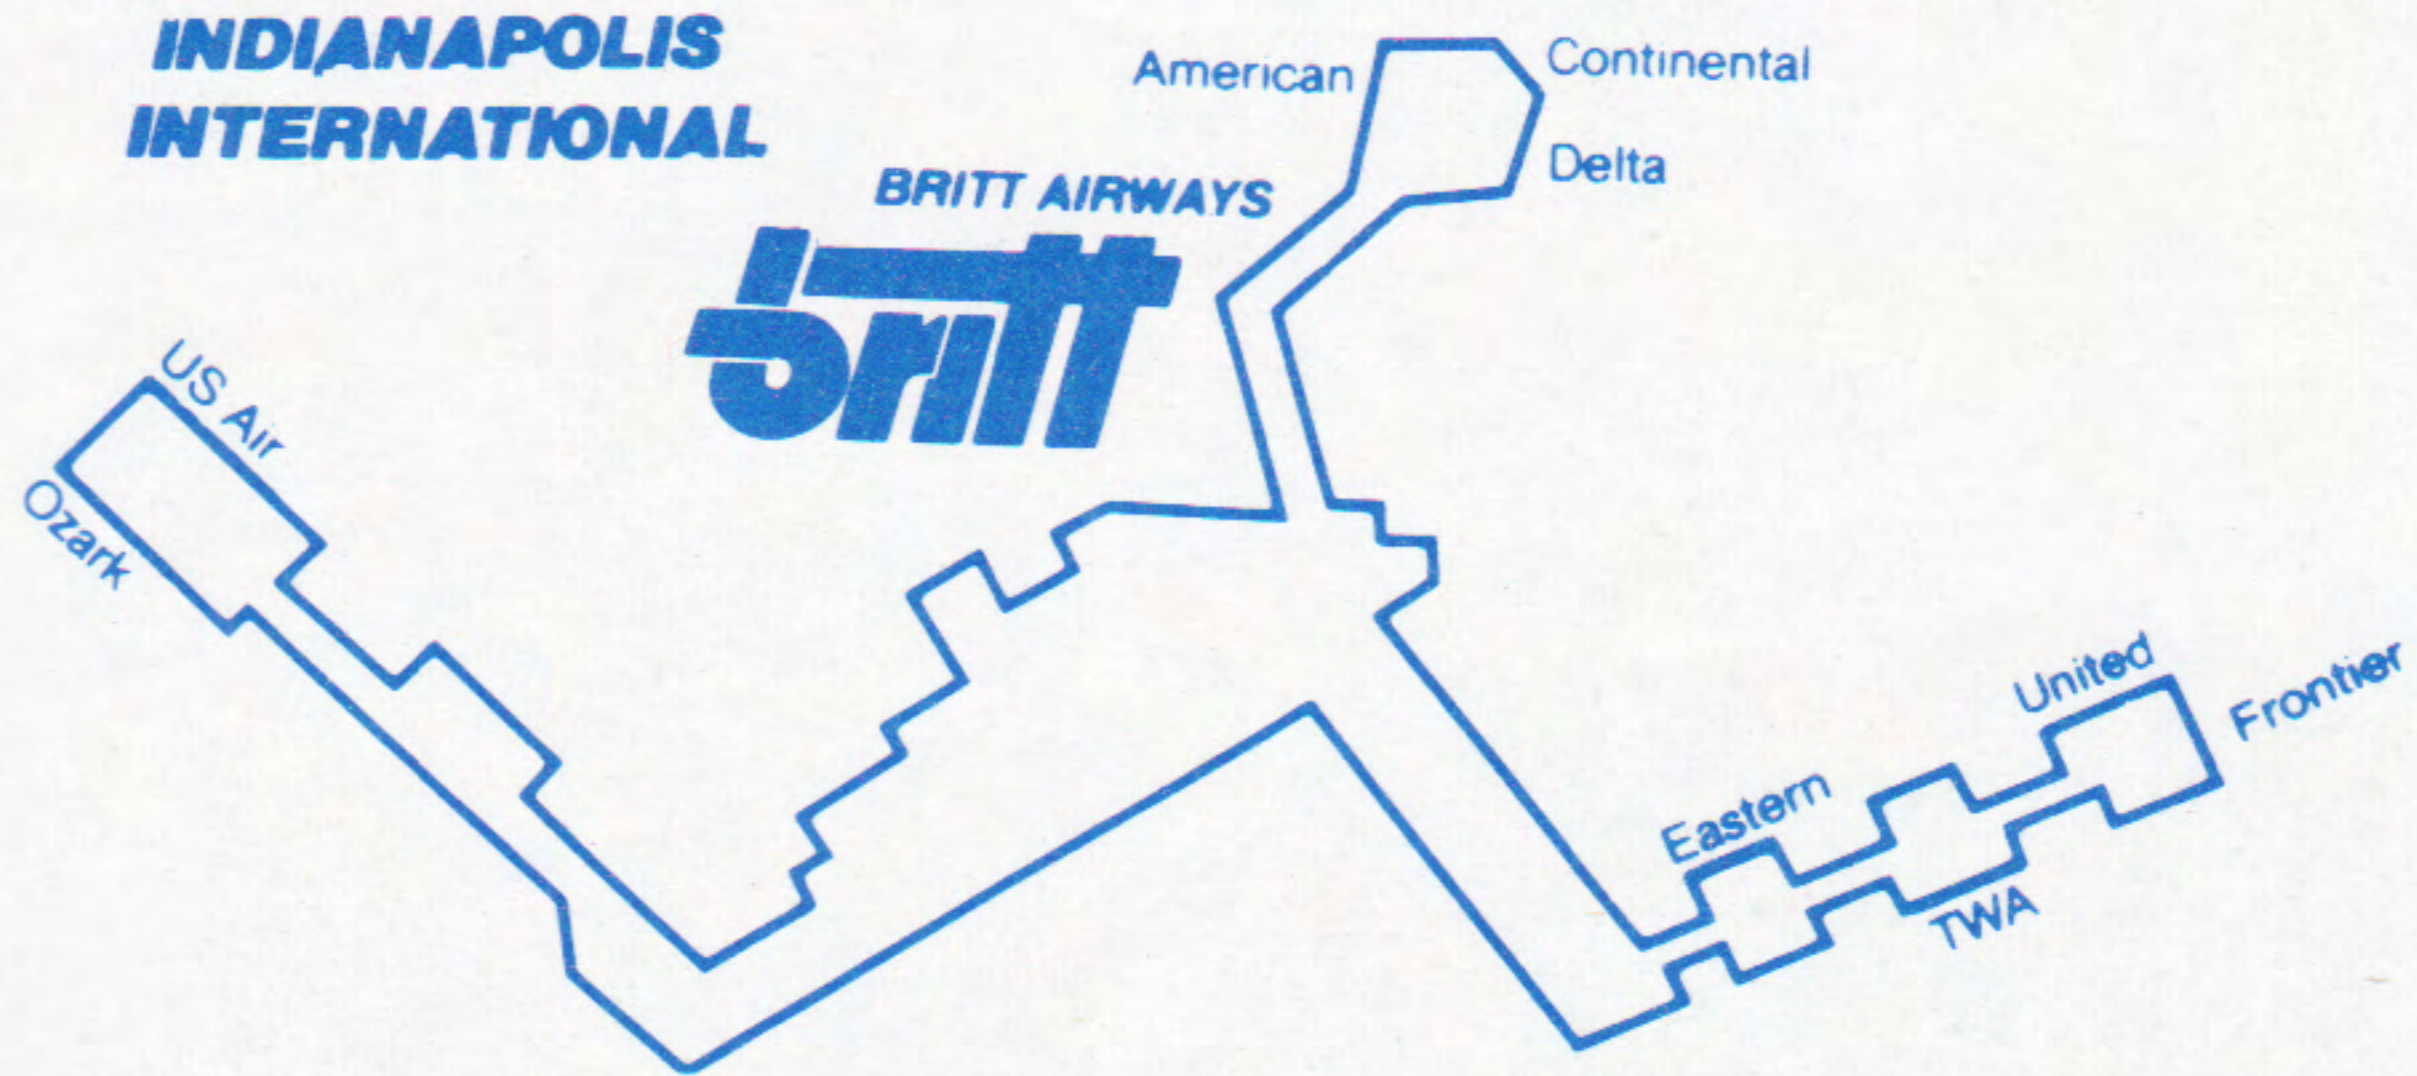 INDIANAPOLIS
INTERNATIONAL
American
Continental
Delta
BRITT AIRWAYS
britt
US Air
Ozark
United
Frontier
Eastern
TWA